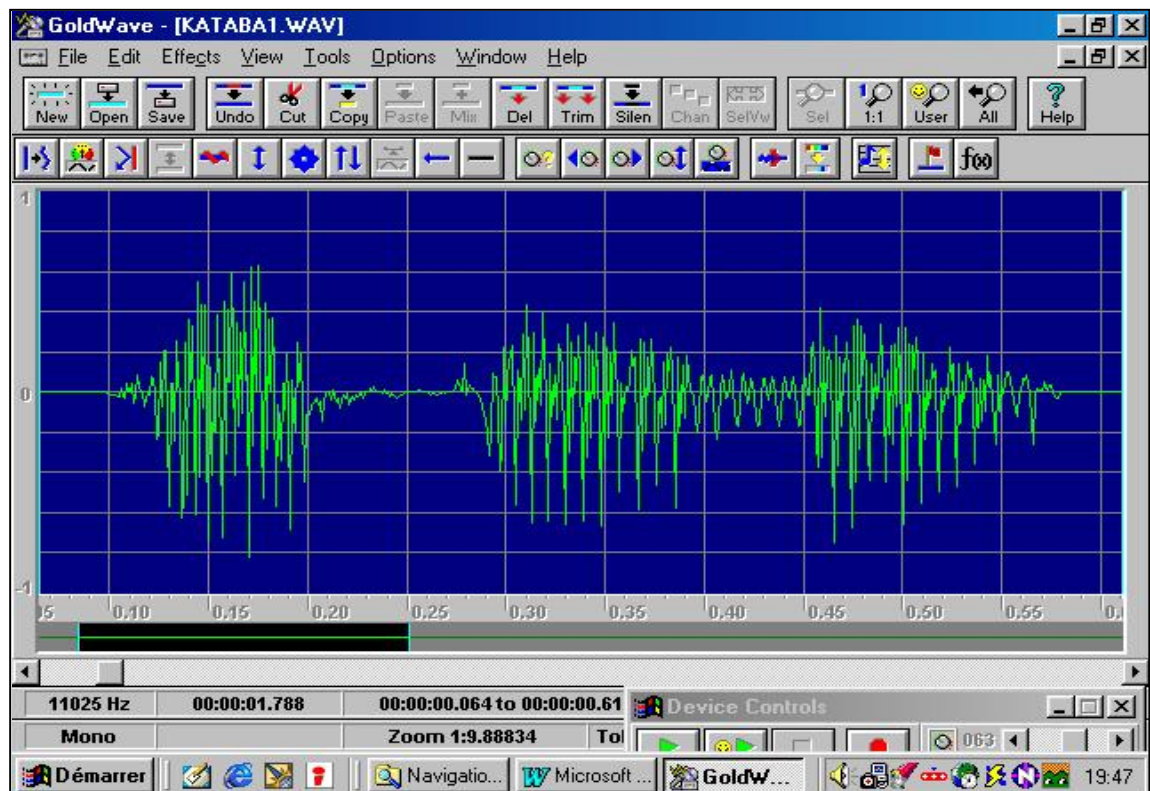 GoldWave - [KATABA1.WAV]
File Edit Effects View Tools Options Window Help
New Open Save Undo Cut Copy Paste Mix Del Trim Silen Chan SelVw Sel 1:1 User All Help
f(x)
1
0
-1
0,10 0,15 0,20 0,25 0,30 0,35 0,40 0,45 0,50 0,55
11025 Hz 00:00:01.788 00:00:00.064 to 00:00:00.61
Device Controls
Mono Zoom 1:9.88834
063
Démarrer Navigatio... Microsoft ... GoldW... 19:47